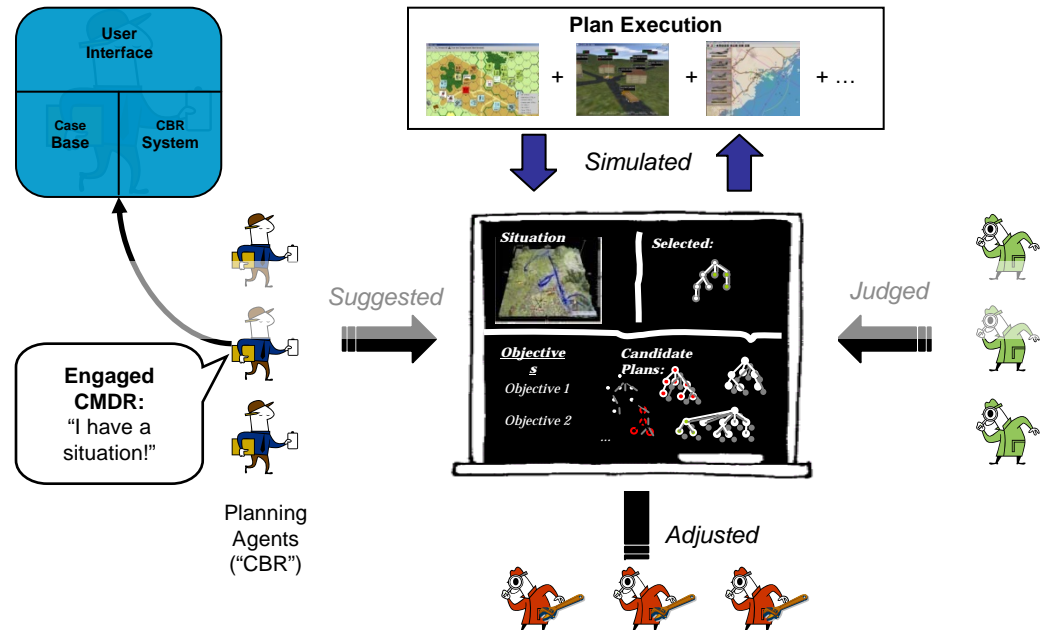 User
Interface
Case
Base
CBR
System
Plan Execution
+
+
+ …
Simulated
Suggested
Judged
Situation
Selected:
Objective
s
Objective 1
Objective 2
...
Candidate
Plans:
Engaged
CMDR:
“I have a
situation!”
Planning
Agents
(“CBR”)
Adjusted